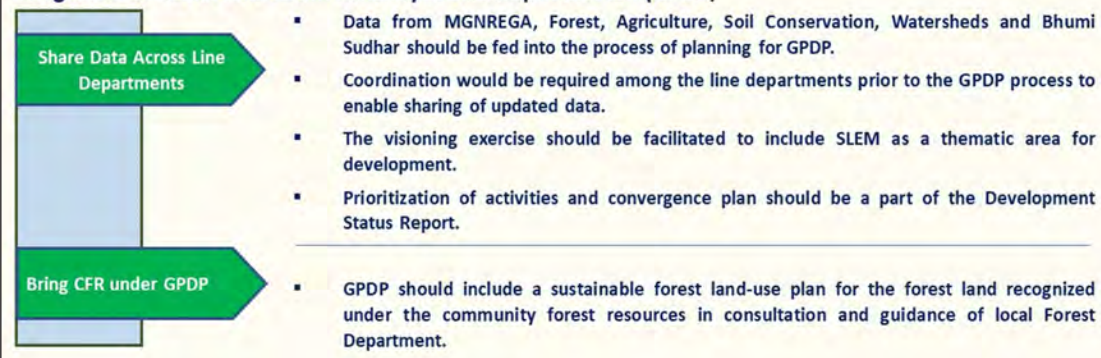 Share Data Across Line
Departments
▪ Data from MGNREGA, Forest, Agriculture, Soil Conservation, Watersheds and Bhumi
Sudhar should be fed into the process of planning for GPDP.
▪ Coordination would be required among the line departments prior to the GPDP process to
enable sharing of updated data.
▪ The visioning exercise should be facilitated to include SLEM as a thematic area for
development.
▪ Prioritization of activities and convergence plan should be a part of the Development
Status Report.
Bring CFR under GPDP
▪ GPDP should include a sustainable forest land-use plan for the forest land recognized
under the community forest resources in consultation and guidance of local Forest
Department.